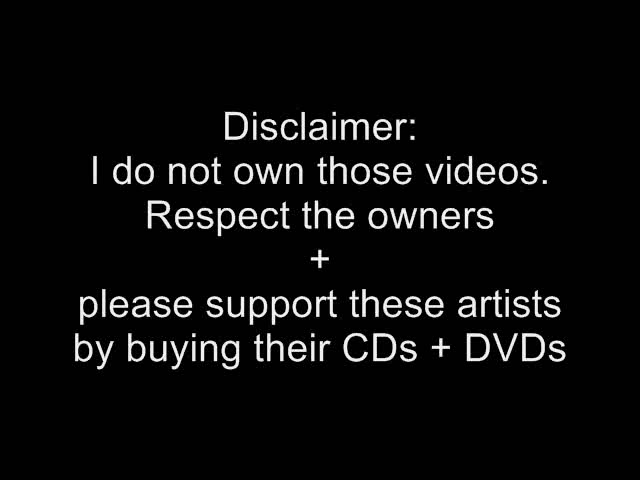 Disclaimer:
I do not own those videos.
Respect the owners
+
please support these artists
by buying their CDs + DVDs